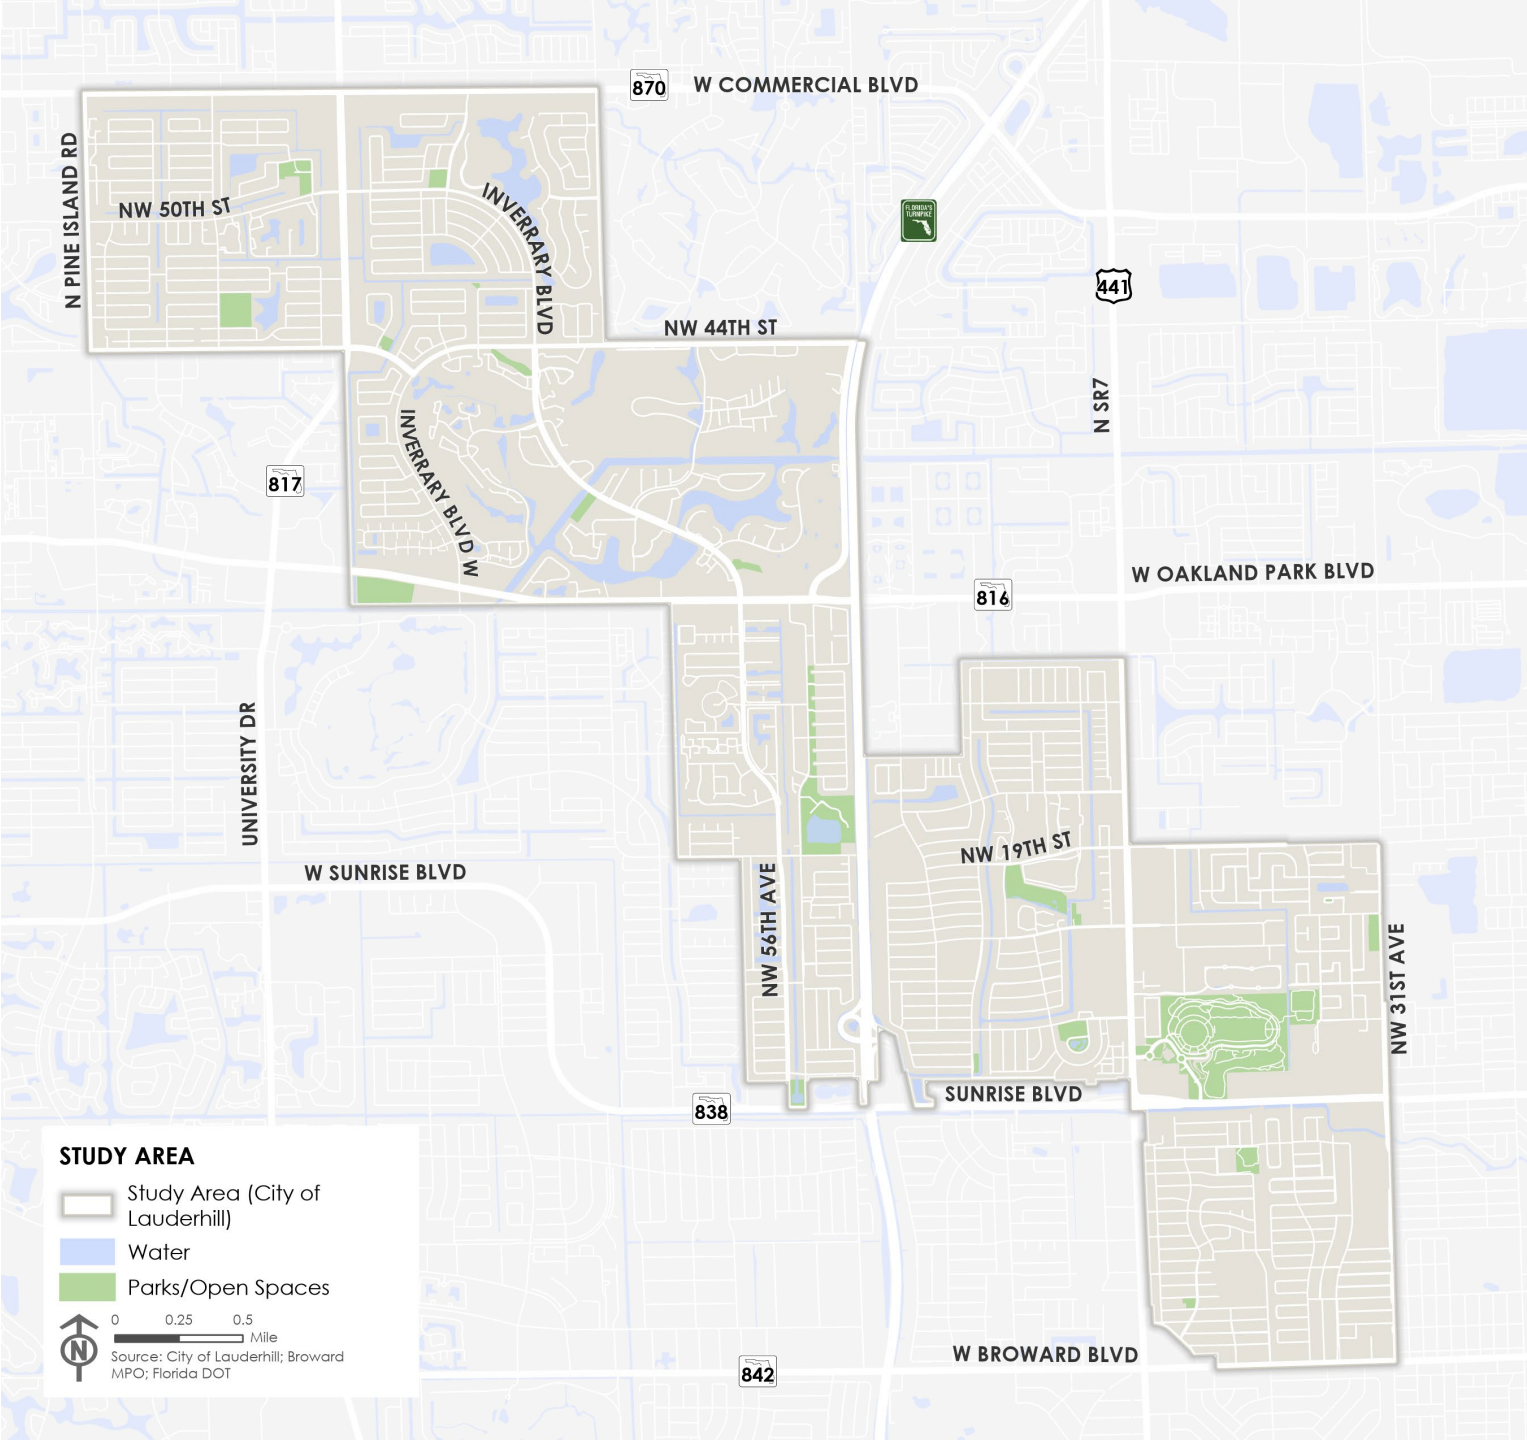 870
W COMMERCIAL BLVD
N PINE ISLAND RD
NW 50TH ST
INVERRARY BLVD
FLORIDA'S
TURNPIKE
441
NW 44TH ST
N SR7
INVERRARY BLVD W
817
W OAKLAND PARK BLVD
816
UNIVERSITY DR
NW 19TH ST
W SUNRISE BLVD
NW 56TH AVE
NW 31ST AVE
SUNRISE BLVD
838
STUDY AREA
Study Area (City of
Lauderhill)
Water
Parks/Open Spaces
0 0.25 0.5
Mile
N
Source: City of Lauderhill; Broward
MPO; Florida DOT
W BROWARD BLVD
842